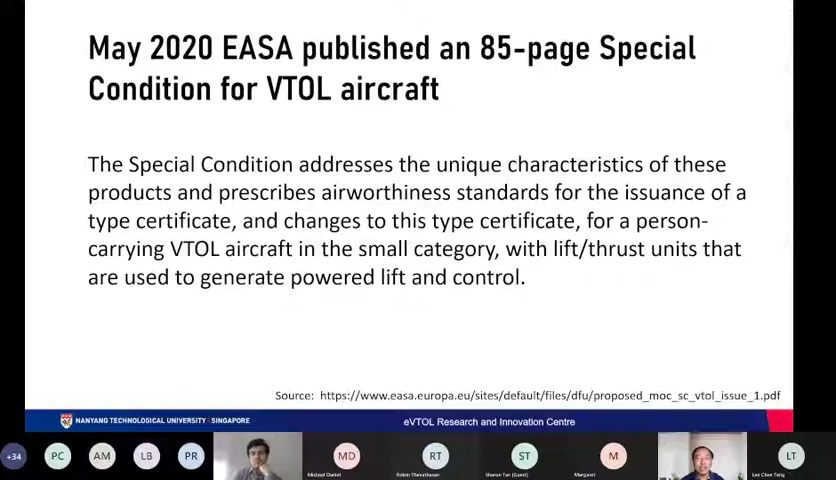 May 2020 EASA published an 85-page Special
Condition for VTOL aircraft
The Special Condition addresses the unique characteristics of these
products and prescribes airworthiness standards for the issuance of a
type certificate, and changes to this type certificate, for a person-
carrying VTOL aircraft in the small category, with lift/thrust units that
are used to generate powered lift and control.
Source: https://www.easa.europa.eu/sites/default/files/dfu/proposed_moc_sc_vtol_issue_1.pdf
NANYANG TECHNOLOGICAL UNIVERSITY | SINGAPORE
eVTOL Research and Innovation Centre
+34
PC
AM
LB
PR
MD
RT
ST
M
LT
Michael Daniel
Sharon Tan (Guest)
Margaret
Lee Chee Teng